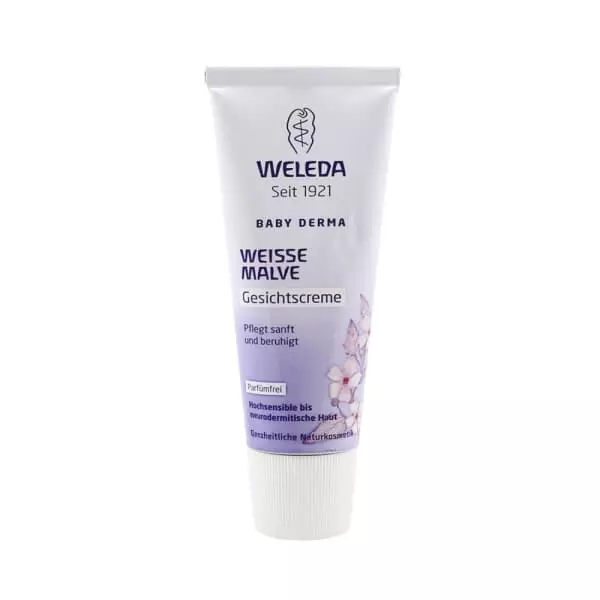 WELEDA
Seit 1921
BABY DERMA
WEISSE
MALVE
Gesichtscreme
Pflegt sanft
und beruhigt
Parfümfrei
Hochsensible bis
neurodermitische Haut
Ganzheitliche Naturkosmetik